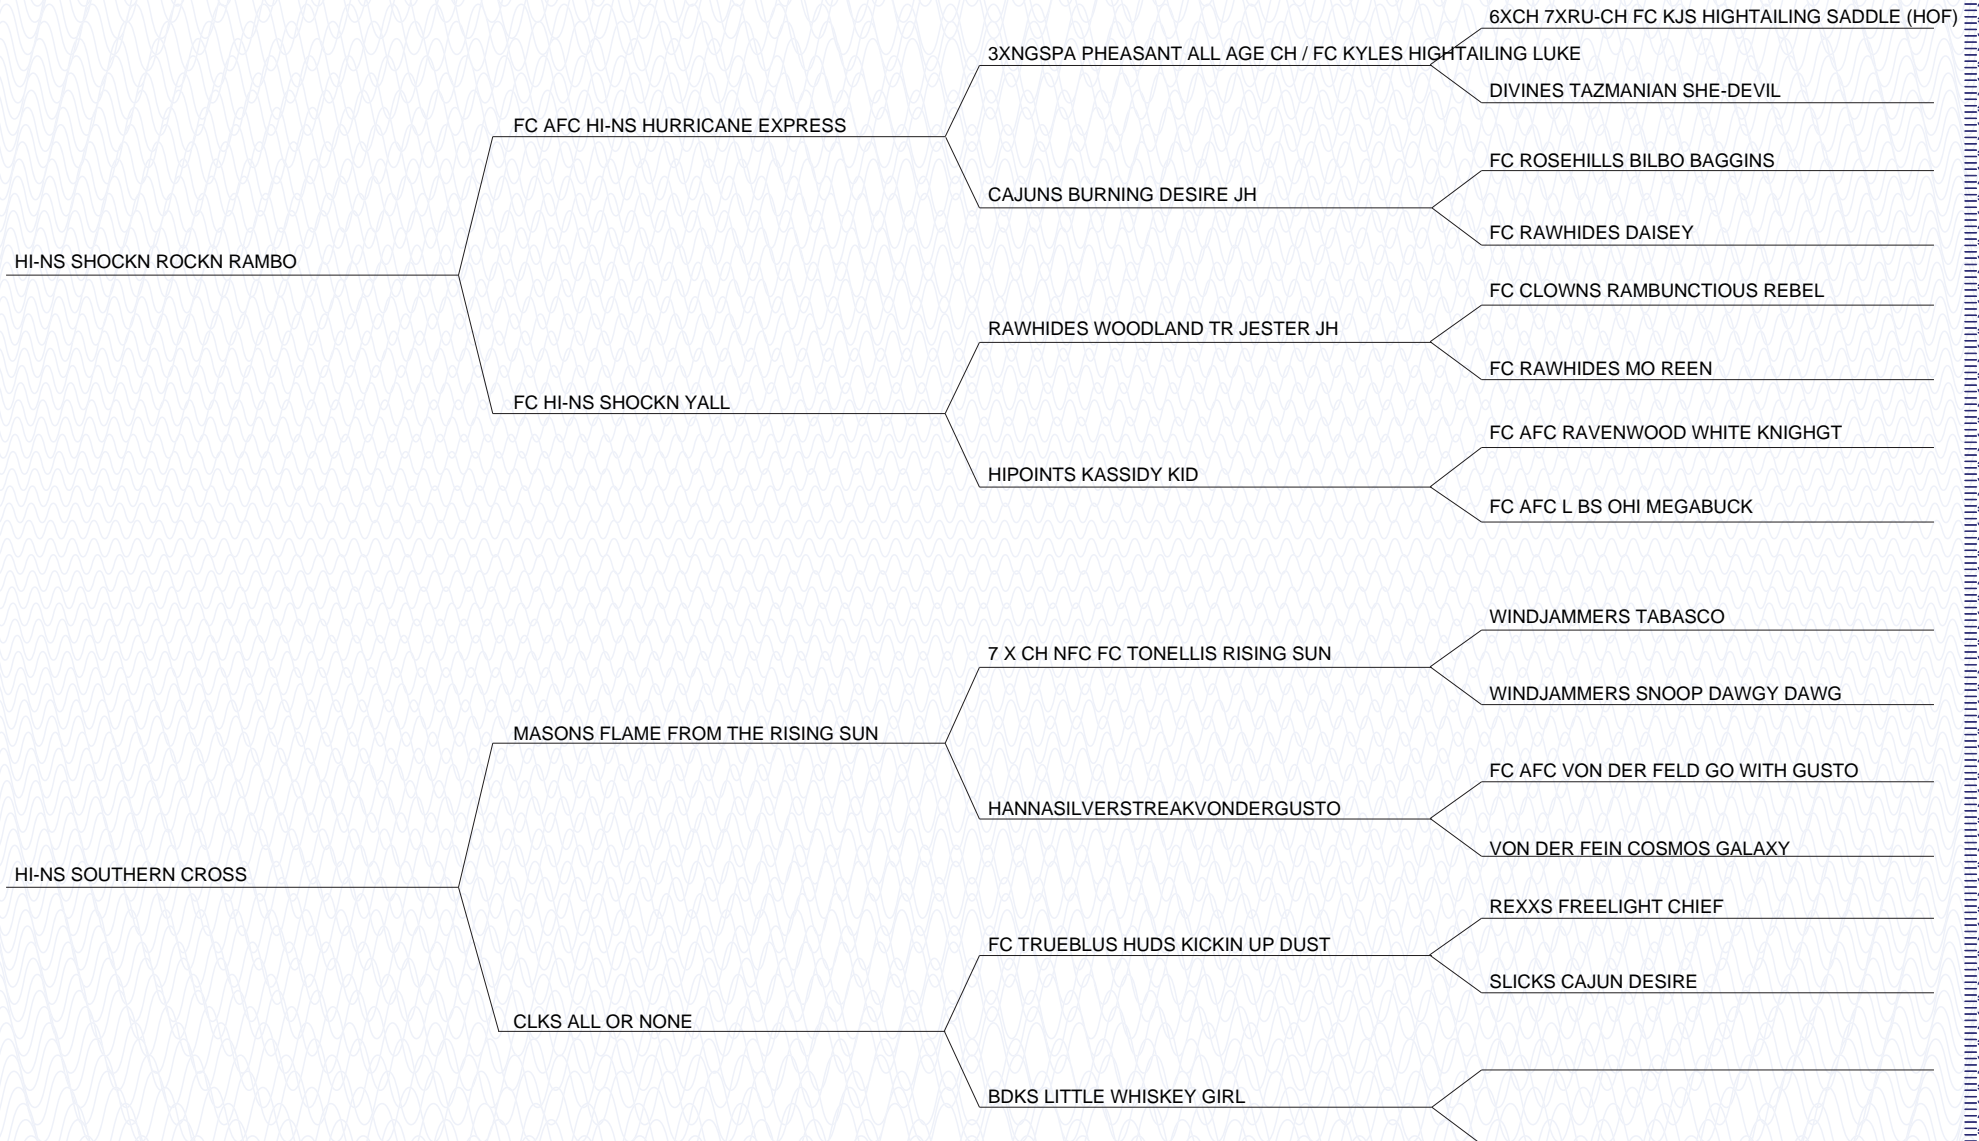 6XCH 7XRU-CH FC KJS HIGHTAILING SADDLE (HOF)
3XNGSPA PHEASANT ALL AGE CH / FC KYLES HIGHTAILING LUKE
DIVINES TAZMANIAN SHE-DEVIL
FC AFC HI-NS HURRICANE EXPRESS
FC ROSEHILLS BILBO BAGGINS
CAJUNS BURNING DESIRE JH
FC RAWHIDES DAISEY
HI-NS SHOCKN ROCKN RAMBO
FC CLOWNS RAMBUNCTIOUS REBEL
RAWHIDES WOODLAND TR JESTER JH
FC RAWHIDES MO REEN
FC HI-NS SHOCKN YALL
FC AFC RAVENWOOD WHITE KNIGHGT
HIPOINTS KASSIDY KID
FC AFC L BS OHI MEGABUCK
WINDJAMMERS TABASCO
7 X CH NFC FC TONELLIS RISING SUN
WINDJAMMERS SNOOP DAWGY DAWG
MASONS FLAME FROM THE RISING SUN
FC AFC VON DER FELD GO WITH GUSTO
HANNASILVERSTREAKVONDERGUSTO
VON DER FEIN COSMOS GALAXY
HI-NS SOUTHERN CROSS
REXXS FREELIGHT CHIEF
FC TRUEBLUS HUDS KICKIN UP DUST
SLICKS CAJUN DESIRE
CLKS ALL OR NONE
BDKS LITTLE WHISKEY GIRL